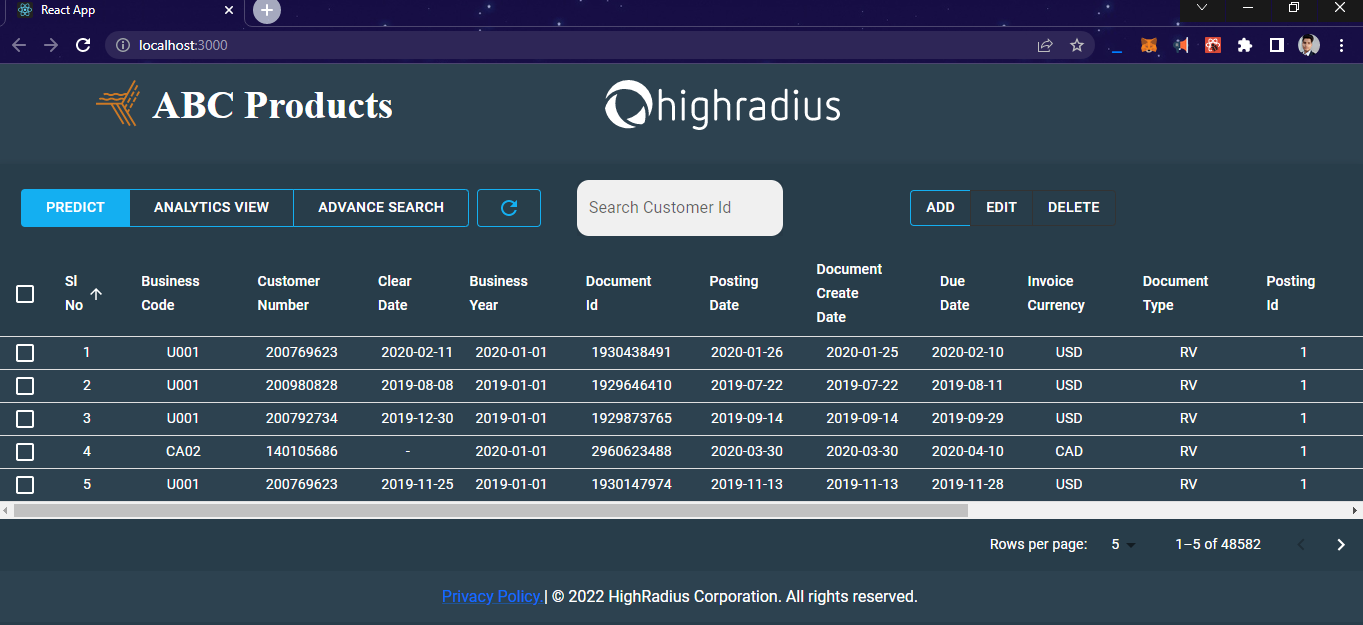 React App
localhost:3000
ABC Products
highradius
PREDICT ANALYTICS VIEW ADVANCE SEARCH Search Customer Id ADD EDIT DELETE
Sl No Business Code Customer Number Clear Date Business Year Document Id Posting Date Document Create Date Due Date Invoice Currency Document Type Posting Id
1 U001 200769623 2020-02-11 2020-01-01 1930438491 2020-01-26 2020-01-25 2020-02-10 USD RV 1
2 U001 200980828 2019-08-08 2019-01-01 1929646410 2019-07-22 2019-07-22 2019-08-11 USD RV 1
3 U001 200792734 2019-12-30 2019-01-01 1929873765 2019-09-14 2019-09-14 2019-09-29 USD RV 1
4 CA02 140105686 - 2020-01-01 2960623488 2020-03-30 2020-03-30 2020-04-10 CAD RV 1
5 U001 200769623 2019-11-25 2019-01-01 1930147974 2019-11-13 2019-11-13 2019-11-28 USD RV 1
Rows per page: 5 1–5 of 48582
Privacy Policy.| © 2022 HighRadius Corporation. All rights reserved.